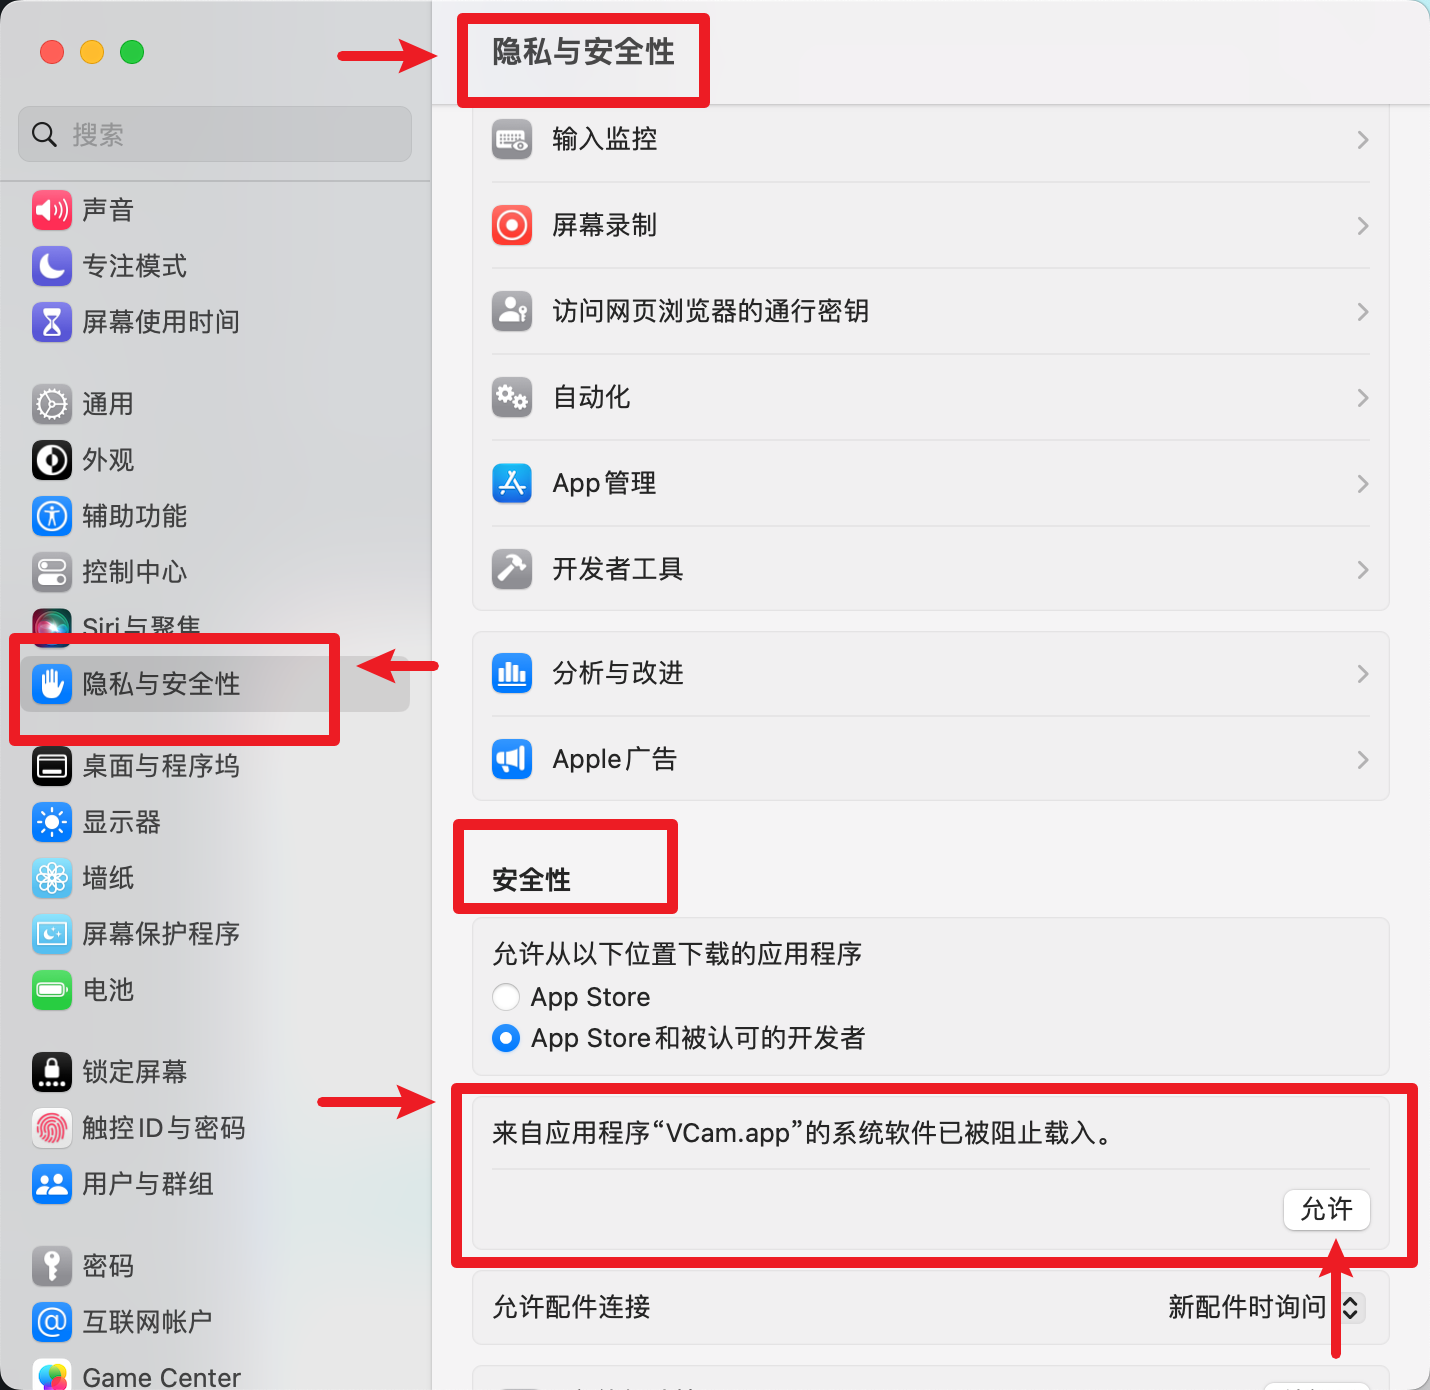 隐私与安全性
搜索
声音
专注模式
屏幕使用时间
通用
外观
辅助功能
控制中心
Siri与聚焦
隐私与安全性
桌面与程序坞
显示器
墙纸
屏幕保护程序
电池
锁定屏幕
触控ID与密码
用户与群组
密码
互联网帐户
Game Center
输入监控
屏幕录制
访问网页浏览器的通行密钥
自动化
App管理
开发者工具
分析与改进
Apple广告
安全性
允许从以下位置下载的应用程序
App Store
App Store和被认可的开发者
来自应用程序“VCam.app”的系统软件已被阻止载入。
允许
允许配件连接
新配件时询问